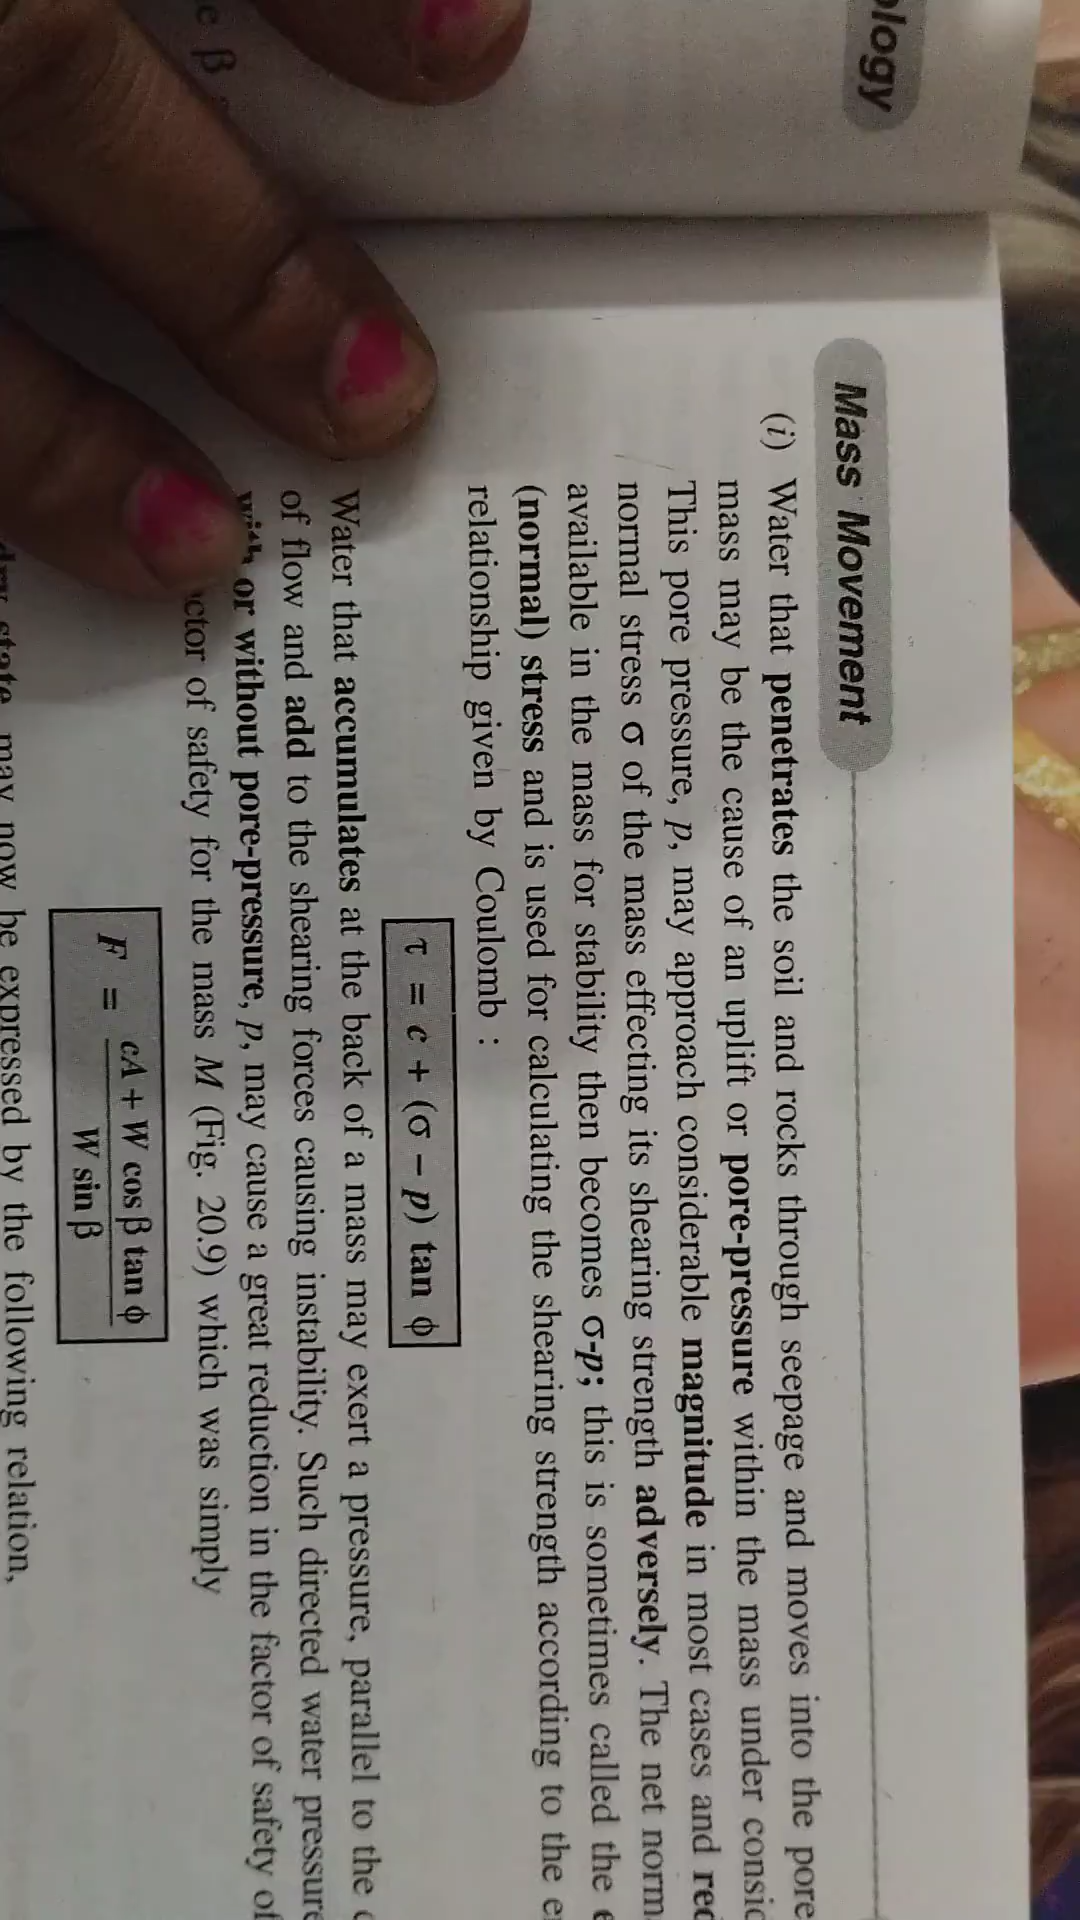 ology
e β
Mass Movement
(i) Water that penetrates the soil and rocks through seepage and moves into the pore
mass may be the cause of an uplift or pore-pressure within the mass under consid
This pore pressure, p, may approach considerable magnitude in most cases and red
normal stress σ of the mass effecting its shearing strength adversely. The net norm
available in the mass for stability then becomes σ-p; this is sometimes called the e
(normal) stress and is used for calculating the shearing strength according to the e
relationship given by Coulomb :
τ = c + (σ − p) tan ϕ
Water that accumulates at the back of a mass may exert a pressure, parallel to the
of flow and add to the shearing forces causing instability. Such directed water pressure
with or without pore-pressure, p, may cause a great reduction in the factor of safety of
ctor of safety for the mass M (Fig. 20.9) which was simply
F = cA + W cos β tan ϕ
W sin β
dry state may now be expressed by the following relation,